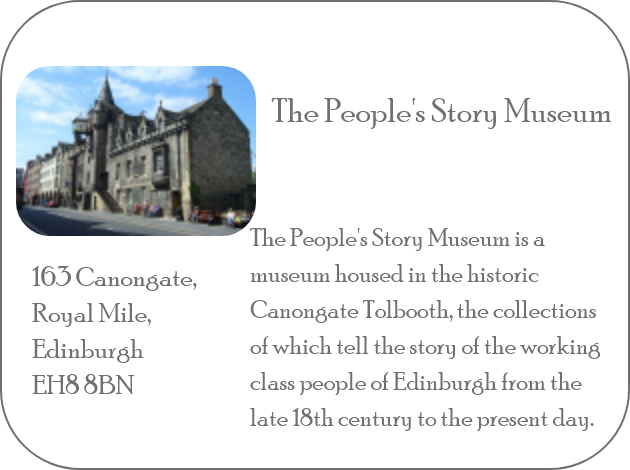 The People's Story Museum
163 Canongate,
Royal Mile,
Edinburgh
EH8 8BN
The People's Story Museum is a
museum housed in the historic
Canongate Tolbooth, the collections
of which tell the story of the working
class people of Edinburgh from the
late 18th century to the present day.